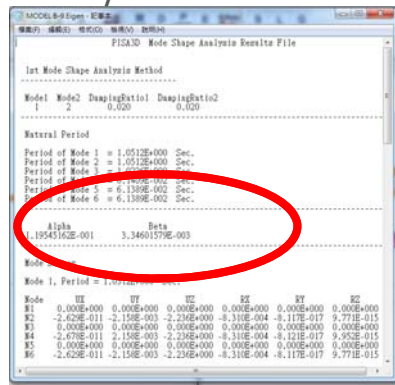 MODEL B-9.Eigen - 記事本
檔案(F) 編輯(E) 格式(O) 檢視(V) 說明(H)
PISA3D Mode Shape Analysis Results File
1st Mode Shape Analysis Method
Mode1 Mode2 DampingRatio1 DampingRatio2
1 2 0.020 0.020
Natural Period
Period of Mode 1 = 1.0512E+000 Sec.
Period of Mode 2 = 1.0512E+000 Sec.
Period of Mode 3 =
Period of Mode
Period of Mode 5 = 6.1389E-002 Sec.
Period of Mode 6 = 6.1389E-002 Sec.
Alpha Beta
1.19545162E-001 3.34601579E-003
Mode
Mode 1, Period =
Node UX UY UZ RX RY RZ
N1 0.000E+000 0.000E+000 0.000E+000 0.000E+000 0.000E+000 0.000E+000
N2 -2.629E-011 -2.158E-003 -2.236E+000 -8.310E-004 -8.117E-017 9.771E-015
N3 0.000E+000 0.000E+000 0.000E+000 0.000E+000 0.000E+000 0.000E+000
N4 -2.678E-011 -2.158E-003 -2.236E+000 -8.310E-004 -8.121E-017 9.952E-015
N5 0.000E+000 0.000E+000 0.000E+000 0.000E+000 0.000E+000 0.000E+000
N6 -2.629E-011 -2.158E-003 -2.236E+000 -8.310E-004 -8.117E-017 9.771E-015